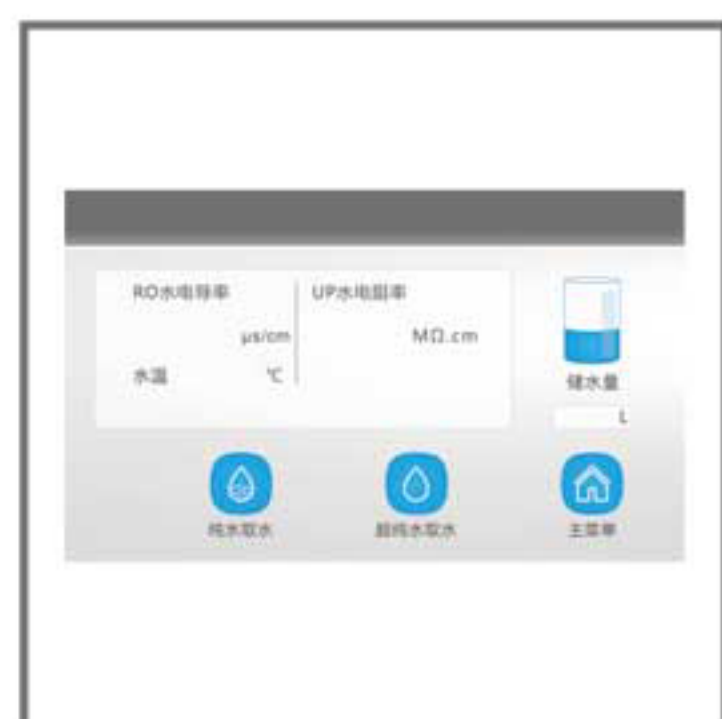 RO水电导率
μs/cm
水温 ℃
UP水电阻率
MΩ.cm
储水量
L
纯水取水
超纯水取水
主菜单